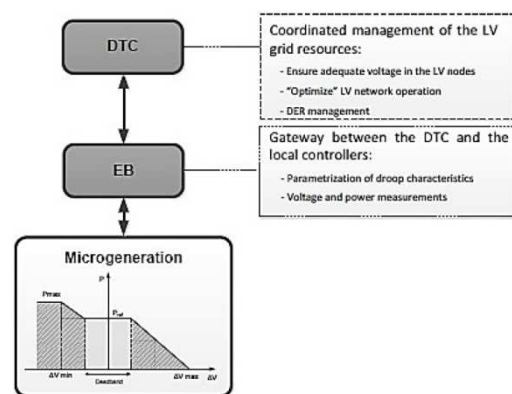 DTC
Coordinated management of the LV
grid resources:
- Ensure adequate voltage in the LV nodes
- "Optimize" LV network operation
- DER management
EB
Gateway between the DTC and the
local controllers:
- Parametrization of droop characteristics
- Voltage and power measurements
Microgeneration
P
Pmax
Pref
ΔV min
Deadband
ΔV max
ΔV